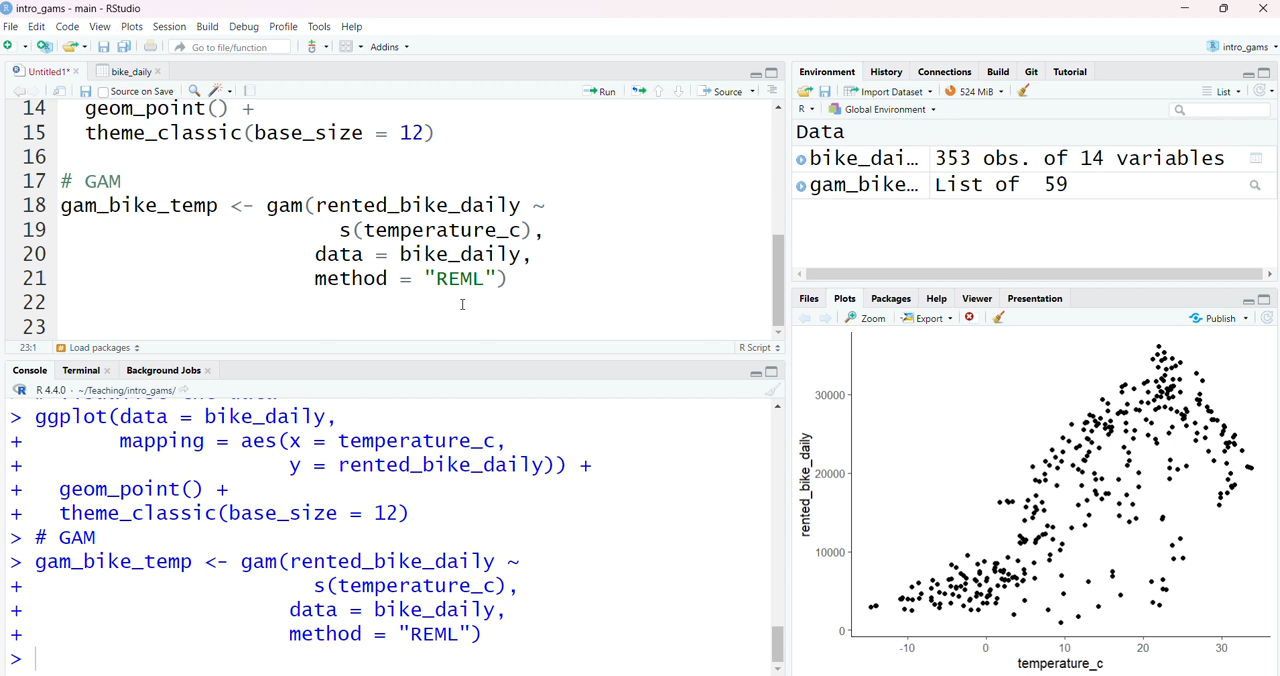 intro_gams - main - RStudio
File Edit Code View Plots Session Build Debug Profile Tools Help
Go to file/function Addins intro_gams
Untitled1* bike_daily
Source on Save Run Source
14 geom_point() +
15 theme_classic(base_size = 12)
16
17 # GAM
18 gam_bike_temp <- gam(rented_bike_daily ~
19 s(temperature_c),
20 data = bike_daily,
21 method = "REML")
22
23
23:1 Load packages R Script
Console Terminal Background Jobs
R 4.4.0 · ~/Teaching/intro_gams/
> ggplot(data = bike_daily,
+ mapping = aes(x = temperature_c,
+ y = rented_bike_daily)) +
+ geom_point() +
+ theme_classic(base_size = 12)
> # GAM
> gam_bike_temp <- gam(rented_bike_daily ~
+ s(temperature_c),
+ data = bike_daily,
+ method = "REML")
>
Environment History Connections Build Git Tutorial
Import Dataset 524 MiB List
R Global Environment
Data
bike_dai... 353 obs. of 14 variables
gam_bike... List of 59
Files Plots Packages Help Viewer Presentation
Zoom Export Publish
rented_bike_daily
30000
20000
10000
0
-10 0 10 20 30
temperature_c